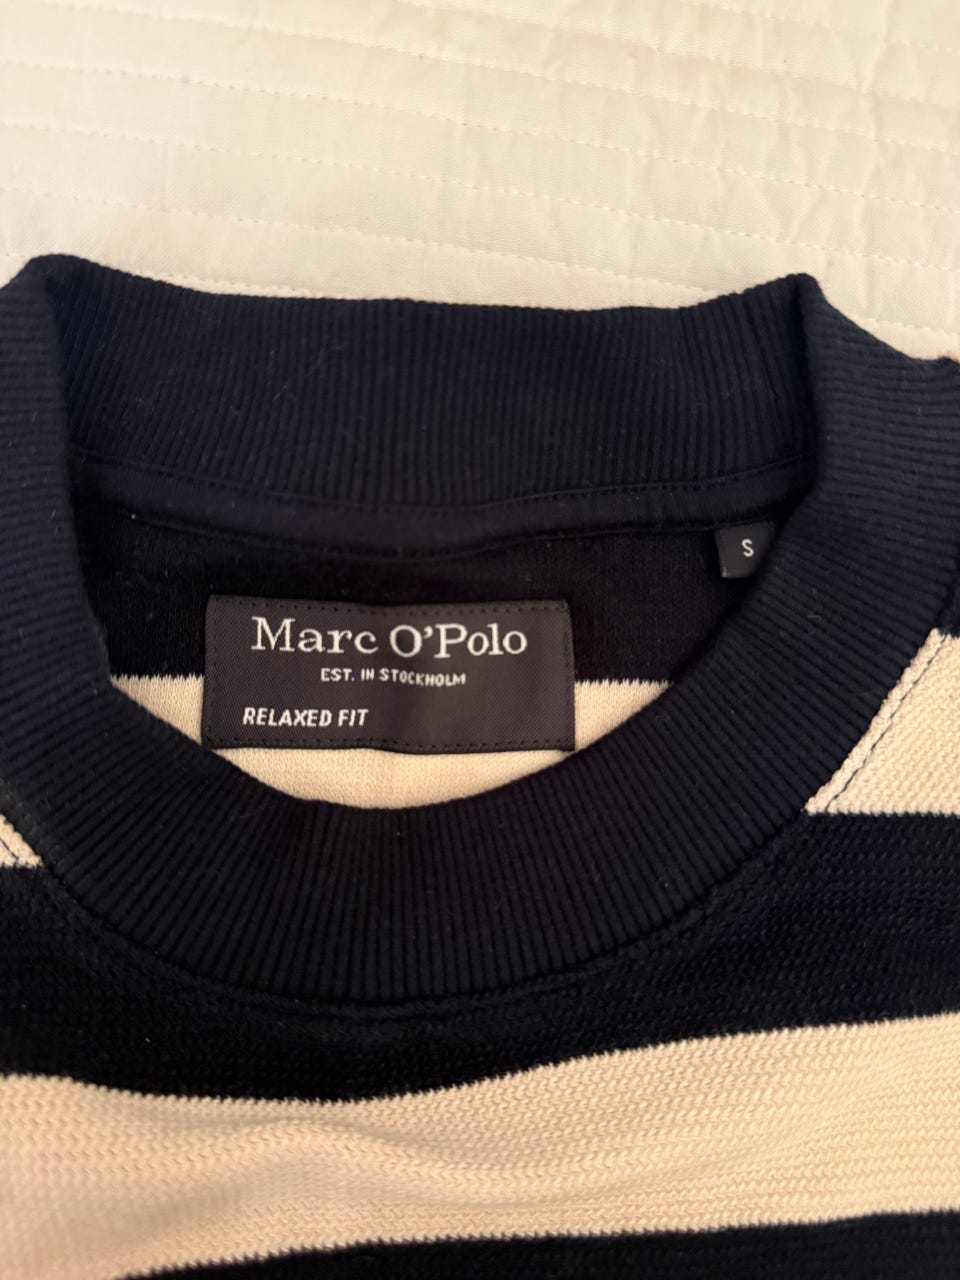 S
Marc O'Polo
EST. IN STOCKHOLM
RELAXED FIT